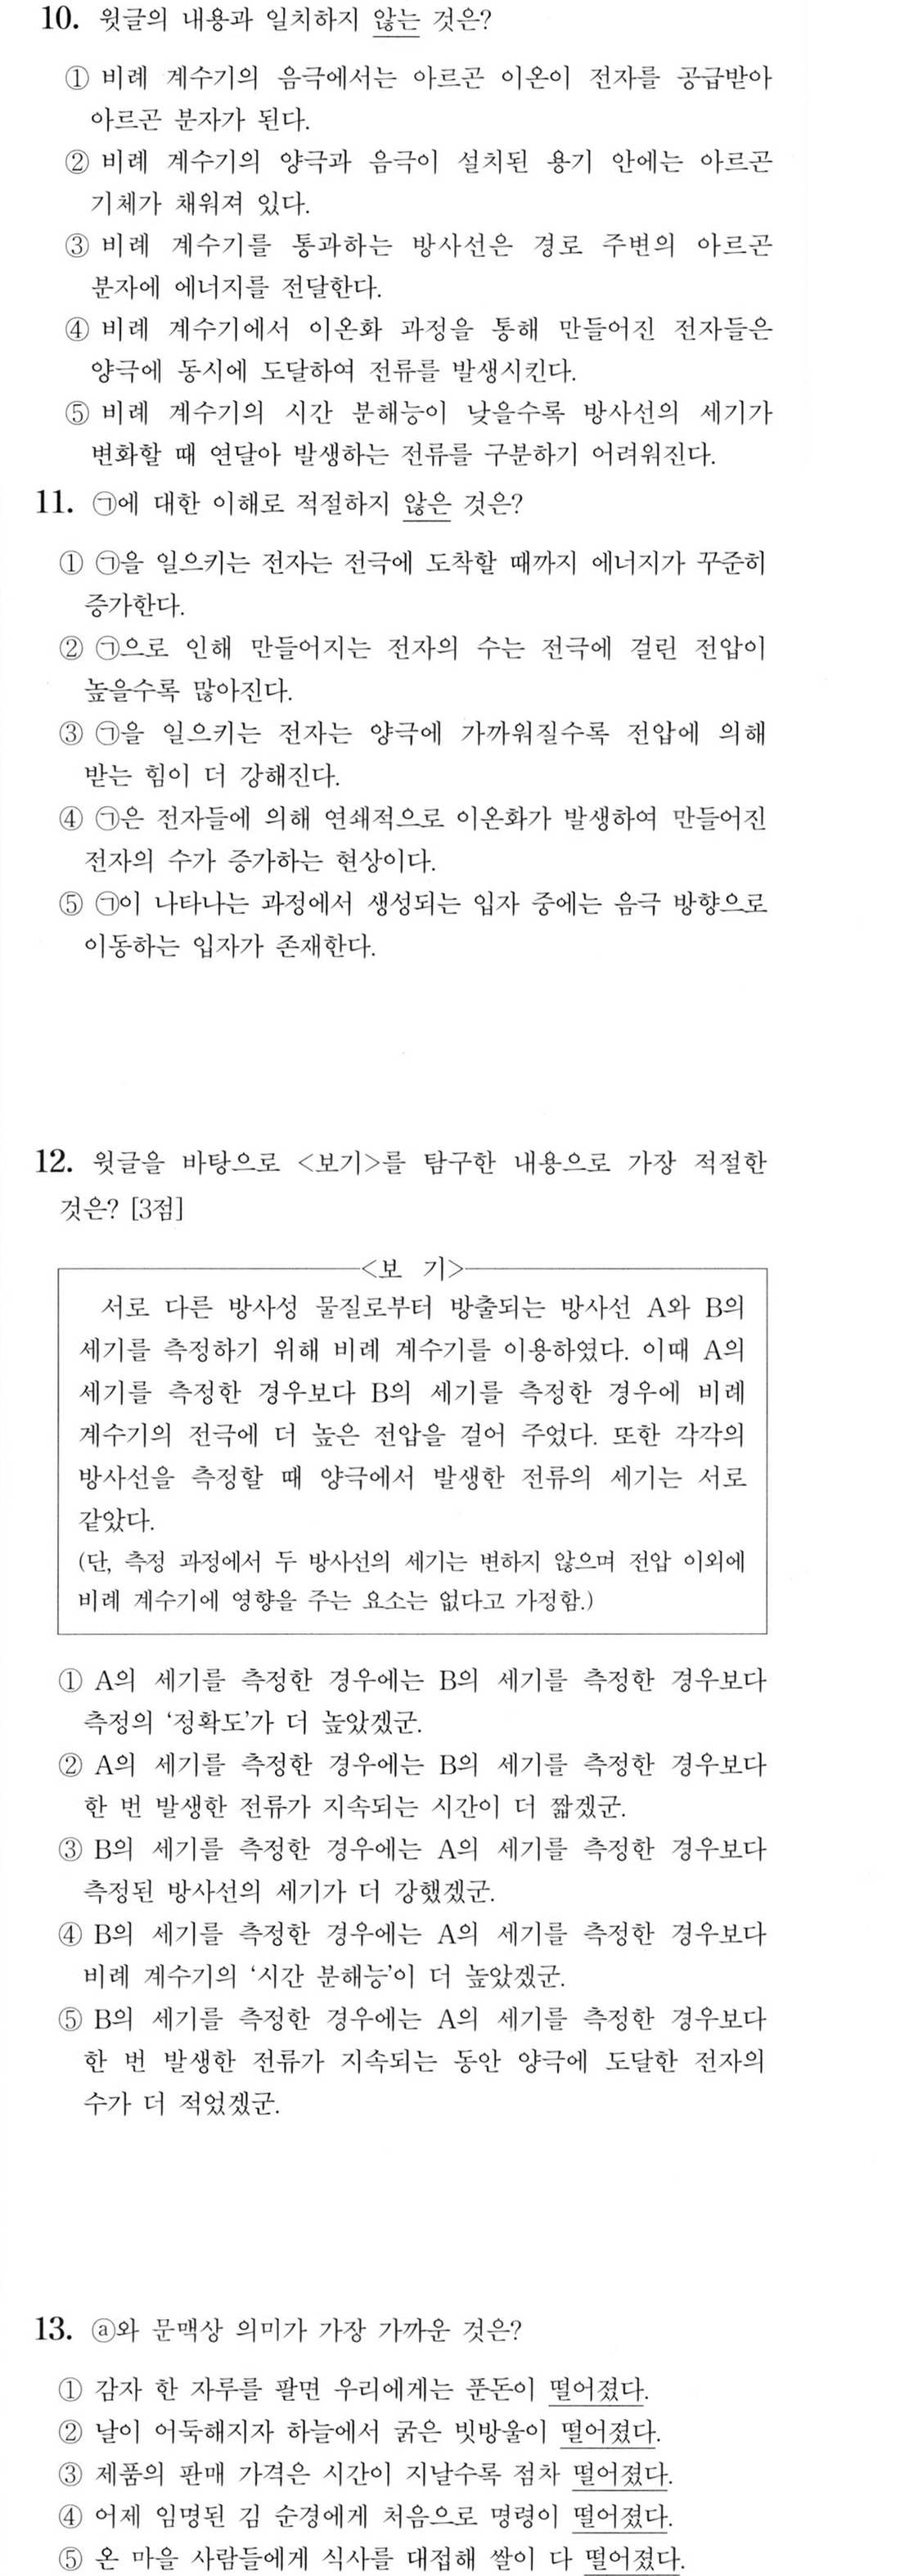 10. 윗글의 내용과 일치하지 않는 것은?
① 비례 계수기의 음극에서는 아르곤 이온이 전자를 공급받아
아르곤 분자가 된다.
② 비례 계수기의 양극과 음극이 설치된 용기 안에는 아르곤
기체가 채워져 있다.
③ 비례 계수기를 통과하는 방사선은 경로 주변의 아르곤
분자에 에너지를 전달한다.
④ 비례 계수기에서 이온화 과정을 통해 만들어진 전자들은
양극에 동시에 도달하여 전류를 발생시킨다.
⑤ 비례 계수기의 시간 분해능이 낮을수록 방사선의 세기가
변화할 때 연달아 발생하는 전류를 구분하기 어려워진다.
11. ㉠에 대한 이해로 적절하지 않은 것은?
① ㉠을 일으키는 전자는 전극에 도착할 때까지 에너지가 꾸준히
증가한다.
② ㉠으로 인해 만들어지는 전자의 수는 전극에 걸린 전압이
높을수록 많아진다.
③ ㉠을 일으키는 전자는 양극에 가까워질수록 전압에 의해
받는 힘이 더 강해진다.
④ ㉠은 전자들에 의해 연쇄적으로 이온화가 발생하여 만들어진
전자의 수가 증가하는 현상이다.
⑤ ㉠이 나타나는 과정에서 생성되는 입자 중에는 음극 방향으로
이동하는 입자가 존재한다.
12. 윗글을 바탕으로 <보기>를 탐구한 내용으로 가장 적절한
것은? [3점]
<보 기>
서로 다른 방사성 물질로부터 방출되는 방사선 A와 B의
세기를 측정하기 위해 비례 계수기를 이용하였다. 이때 A의
세기를 측정한 경우보다 B의 세기를 측정한 경우에 비례
계수기의 전극에 더 높은 전압을 걸어 주었다. 또한 각각의
방사선을 측정할 때 양극에서 발생한 전류의 세기는 서로
같았다.
(단, 측정 과정에서 두 방사선의 세기는 변하지 않으며 전압 이외에
비례 계수기에 영향을 주는 요소는 없다고 가정함.)
① A의 세기를 측정한 경우에는 B의 세기를 측정한 경우보다
측정의 ‘정확도’가 더 높았겠군.
② A의 세기를 측정한 경우에는 B의 세기를 측정한 경우보다
한 번 발생한 전류가 지속되는 시간이 더 짧겠군.
③ B의 세기를 측정한 경우에는 A의 세기를 측정한 경우보다
측정된 방사선의 세기가 더 강했겠군.
④ B의 세기를 측정한 경우에는 A의 세기를 측정한 경우보다
비례 계수기의 ‘시간 분해능’이 더 높았겠군.
⑤ B의 세기를 측정한 경우에는 A의 세기를 측정한 경우보다
한 번 발생한 전류가 지속되는 동안 양극에 도달한 전자의
수가 더 적었겠군.
13. ⓐ와 문맥상 의미가 가장 가까운 것은?
① 감자 한 자루를 팔면 우리에게는 푼돈이 떨어졌다.
② 날이 어둑해지자 하늘에서 굵은 빗방울이 떨어졌다.
③ 제품의 판매 가격은 시간이 지날수록 점차 떨어졌다.
④ 어제 임명된 김 순경에게 처음으로 명령이 떨어졌다.
⑤ 온 마을 사람들에게 식사를 대접해 쌀이 다 떨어졌다.